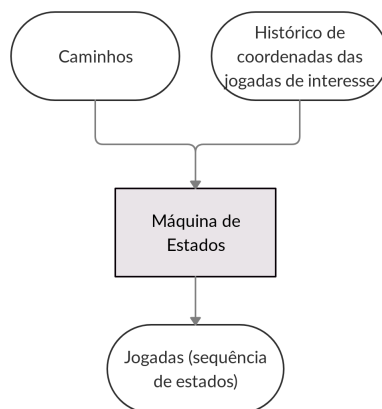 Caminhos
Histórico de
coordenadas das
jogadas de interesse
Máquina de
Estados
Jogadas (sequência
de estados)